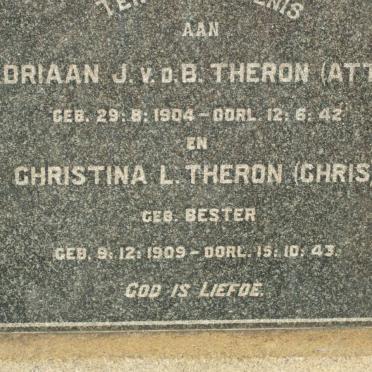 AAN
DRIAAN J. V. D. B. THERON (ATT
GEB. 29: 8: 1904 – OORL. 12: 6: 42
EN
CHRISTINA L. THERON (CHRIS
GEB. BESTER
GEB. 9: 12: 1909 – OORL. 15: 10: 43.
GOD IS LIEFDE.